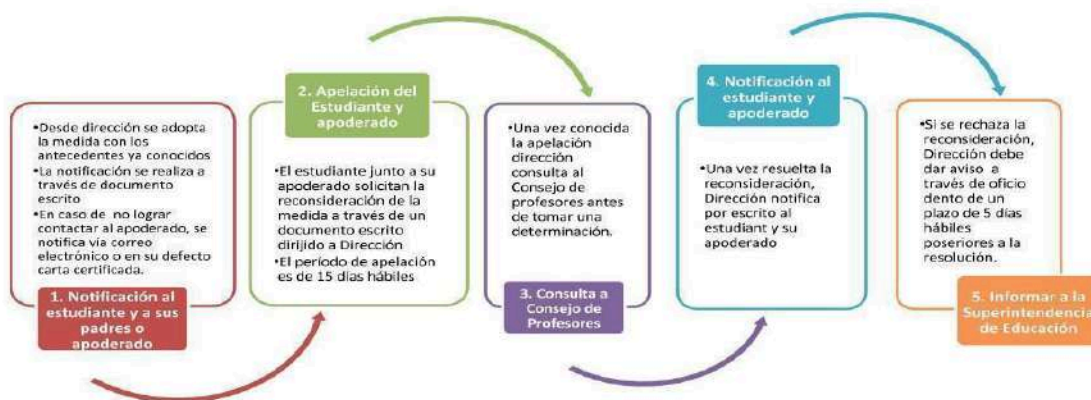 •Desde dirección se adopta
la medida con los
antecedentes ya conocidos
•La notificación se realiza a
través de documento
escrito
•En caso de  no lograr
contactar al apoderado, se
notifica vía correo
electrónico o en su defecto
carta certificada.
1. Notificación al
estudiante y a sus
padres o
apoderado
2. Apelación del
Estudiante y
apoderado
•El estudiante junto a su
apoderado solicitan la
reconsideración de la
medida a través de un
documento escrito
dirijido a Dirección
•El período de apelación
es de 15 días hábiles
•Una vez conocida
la apelación
dirección
consulta al
Consejo de
profesores antes
de tomar una
determinación.
3. Consulta a
Consejo de
Profesores
4. Notificación al
estudiante y
apoderado
•Una vez resuelta la
reconsideración,
Dirección notifica
por escrito al
estudiant y su
apoderado
•Si se rechaza la
reconsideración,
Dirección debe
dar aviso  a
través de oficio
dento de un
plazo de 5 días
hábiles
poseriores a la
resolución.
5. Informar a la
Superintendencia
de Educación